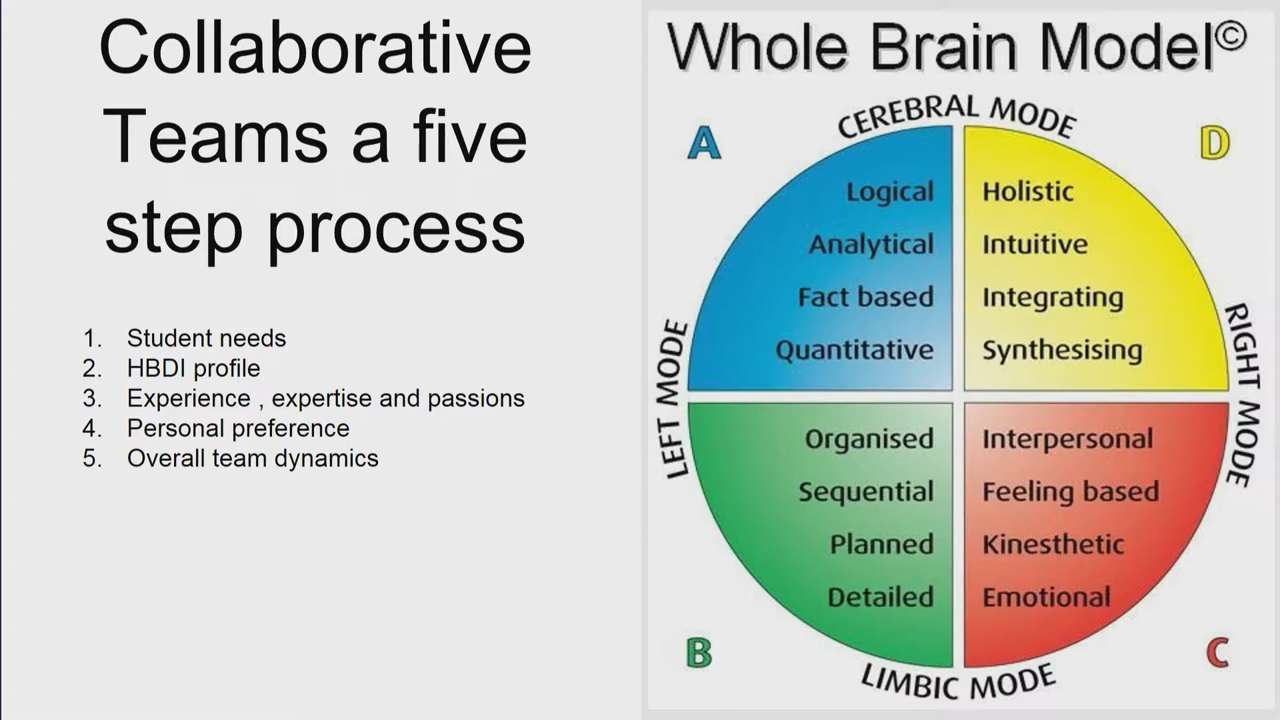 Collaborative
Teams a five
step process
1. Student needs
2. HBDI profile
3. Experience , expertise and passions
4. Personal preference
5. Overall team dynamics
Whole Brain Model©
CEREBRAL MODE
A
D
Logical
Analytical
Fact based
Quantitative
Holistic
Intuitive
Integrating
Synthesising
LEFT MODE
RIGHT MODE
Organised
Sequential
Planned
Detailed
Interpersonal
Feeling based
Kinesthetic
Emotional
B
C
LIMBIC MODE